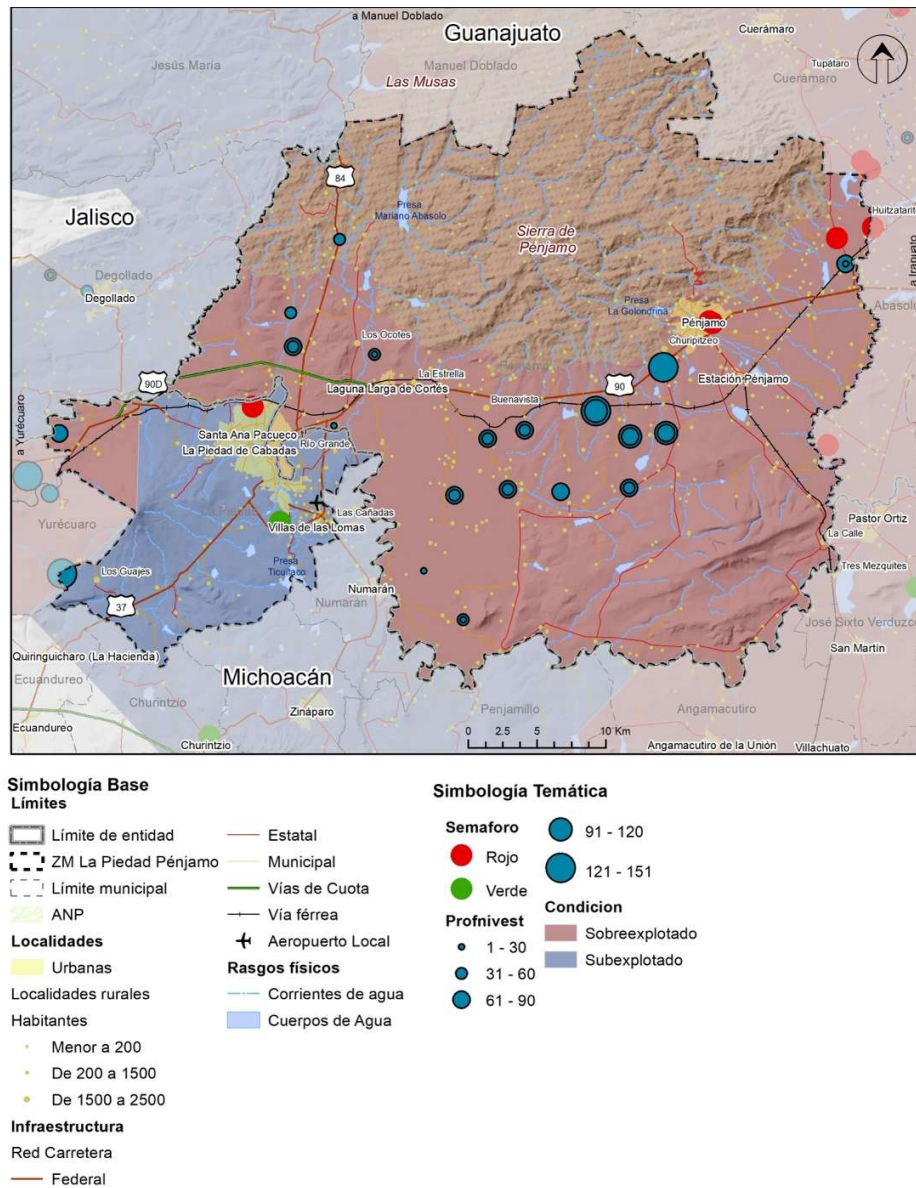 a Manuel Doblado
Guanajuato
Cuerámaro
Jesús María
Manuel Doblado
Tupátaro
Las Musas
Cuerámaro
84
Presa
Mariano Abasolo
Jalisco
Huitzatarito
Sierra de
Pénjamo
a Irapuato
Degollado
Degollado
Presa
La Golondrina
Abasolo
Pénjamo
Los Ocotes
Churipitzeo
La Estrella
Pénjamo
90D
90
Estación Pénjamo
Laguna Larga de Cortés
Buenavista
a Yurécuaro
Santa Ana Pacueco
Río Grande
La Piedad de Cabadas
Las Cañadas
Pastor Ortiz
Yurécuaro
Villas de las Lomas
La Calle
Presa
Ticuitaco
Los Guajes
Tres Mezquites
Numarán
Numarán
37
José Sixto Verduzco
San Martín
Quiringuicharo (La Hacienda)
Michoacán
Ecuandureo
Churintzio
Penjamillo
Angamacutiro
Zináparo
Ecuandureo
0 2.5 5 10 Km
Churintzio
Angamacutiro de la Unión
Villachuato
Simbología Base
Límites
Límite de entidad
ZM La Piedad Pénjamo
Límite municipal
ANP
Localidades
Urbanas
Localidades rurales
Habitantes
Menor a 200
De 200 a 1500
De 1500 a 2500
Infraestructura
Red Carretera
Federal
Estatal
Municipal
Vías de Cuota
Vía férrea
Aeropuerto Local
Rasgos físicos
Corrientes de agua
Cuerpos de Agua
Simbología Temática
Semaforo
Rojo
Verde
Profnivest
1 - 30
31 - 60
61 - 90
91 - 120
121 - 151
Condicion
Sobreexplotado
Subexplotado